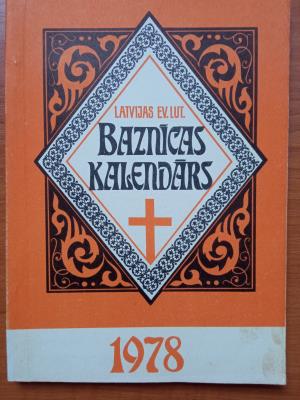 LATVIJAS EV. LUT.
BAZNĪCAS
KALENDĀRS
1978